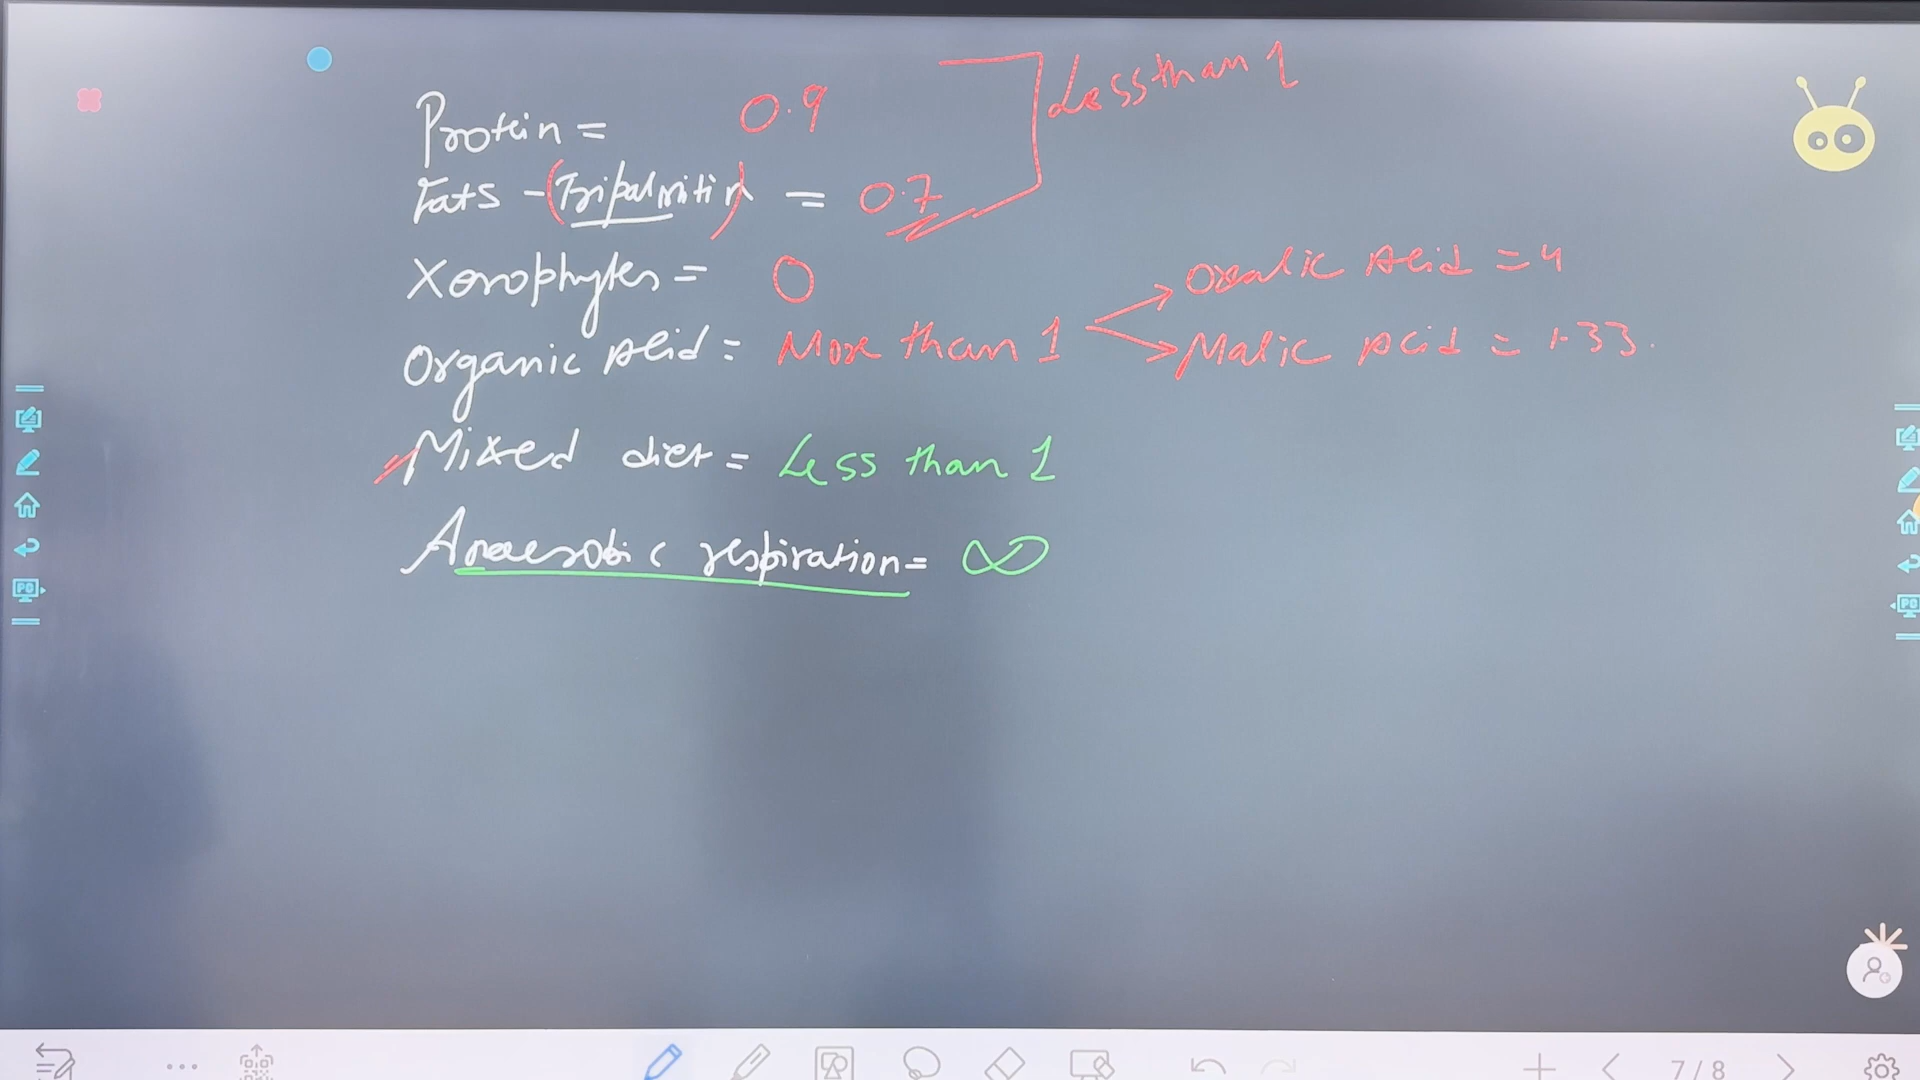 Protein = 0.9
Less than 1
Fats - (Tripalmitin) = 0.7
Xerophytes = 0
Organic Acid = More than 1
Oxalic Acid = 4
Malic Acid = 1.33.
Mixed diet = Less than 1
Anaerobic respiration = ∞
7/8